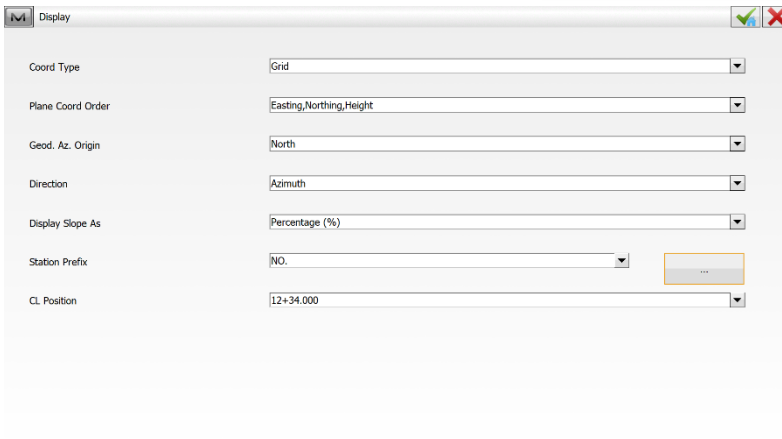 Display
Coord Type Grid
Plane Coord Order Easting,Northing,Height
Geod. Az. Origin North
Direction Azimuth
Display Slope As Percentage (%)
Station Prefix NO. ...
CL Position 12+34.000